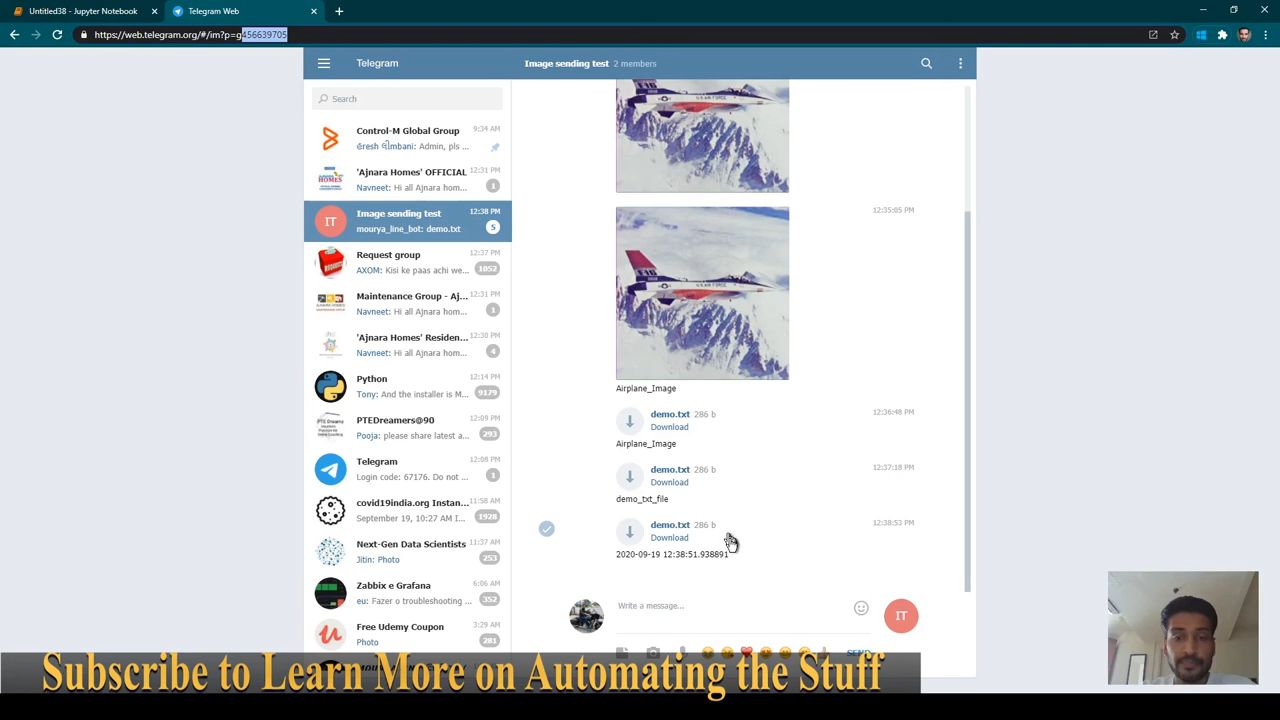 Untitled38 - Jupyter Notebook
Telegram Web
https://web.telegram.org/#/im?p=g456639705
Telegram
Image sending test 2 members
Search
Control-M Global Group 9:34 AM
Admin, pls ...
'Ajnara Homes' OFFICIAL 12:31 PM
Navneet: Hi all Ajnara hom... 1
IT
Image sending test 12:38 PM
mourya_line_bot: demo.txt 5
Request group 12:37 PM
AXOM: Kisi ke paas achi we... 1052
Maintenance Group - Aj... 12:31 PM
Navneet: Hi all Ajnara hom... 1
'Ajnara Homes' Residen... 12:30 PM
Navneet: Hi all Ajnara hom... 4
Python 12:14 PM
Tony: And the installer is M... 9179
PTEDreamers@90 12:09 PM
Pooja: please share latest a... 293
Telegram 12:08 PM
Login code: 67176. Do not ... 1
covid19india.org Instan... 11:58 AM
September 19, 10:27 AM I... 1928
Next-Gen Data Scientists 11:37 AM
Jitin: Photo 253
Zabbix e Grafana 6:06 AM
eu: Fazer o troubleshooting ... 352
Free Udemy Coupon 3:29 AM
Photo 281
U.S. AIR FORCE
12:35:05 PM
U.S. AIR FORCE
Airplane_Image
demo.txt 286 b 12:36:48 PM
Download
Airplane_Image
demo.txt 286 b 12:37:18 PM
Download
demo_txt_file
demo.txt 286 b 12:38:53 PM
Download
2020-09-19 12:38:51.938891
Write a message...
IT
SEND
Subscribe to Learn More on Automating the Stuff